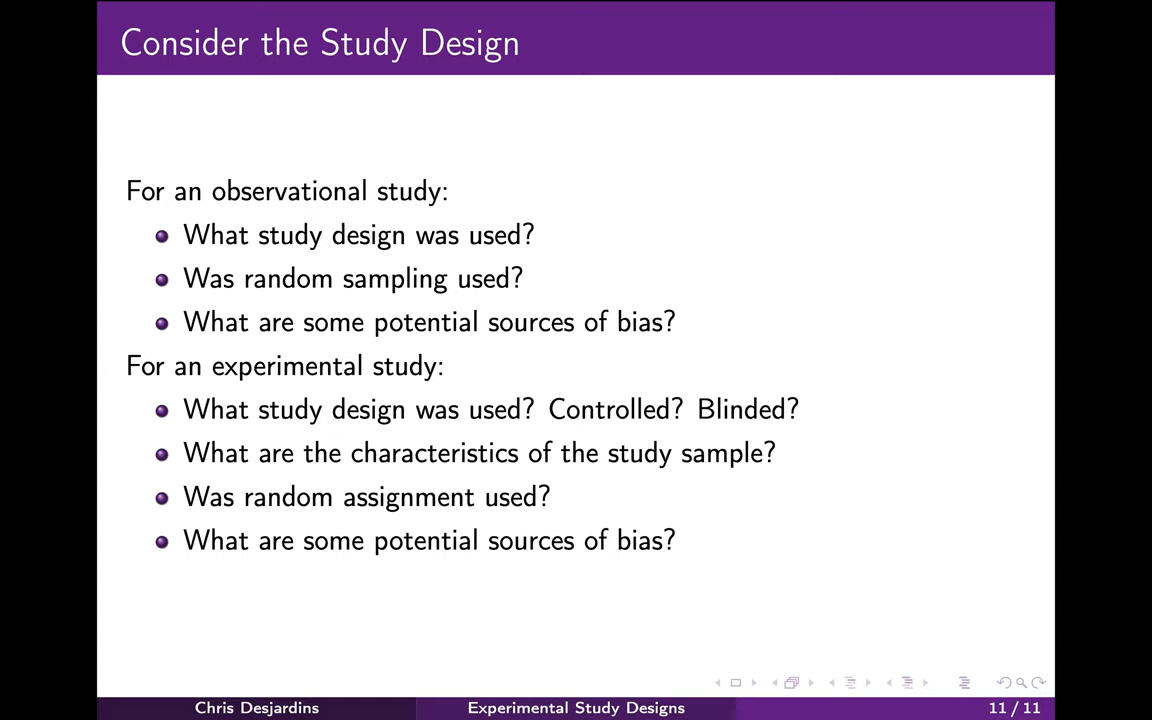 Consider the Study Design
For an observational study:
What study design was used?
Was random sampling used?
What are some potential sources of bias?
For an experimental study:
What study design was used? Controlled? Blinded?
What are the characteristics of the study sample?
Was random assignment used?
What are some potential sources of bias?
Chris Desjardins
Experimental Study Designs
11 / 11